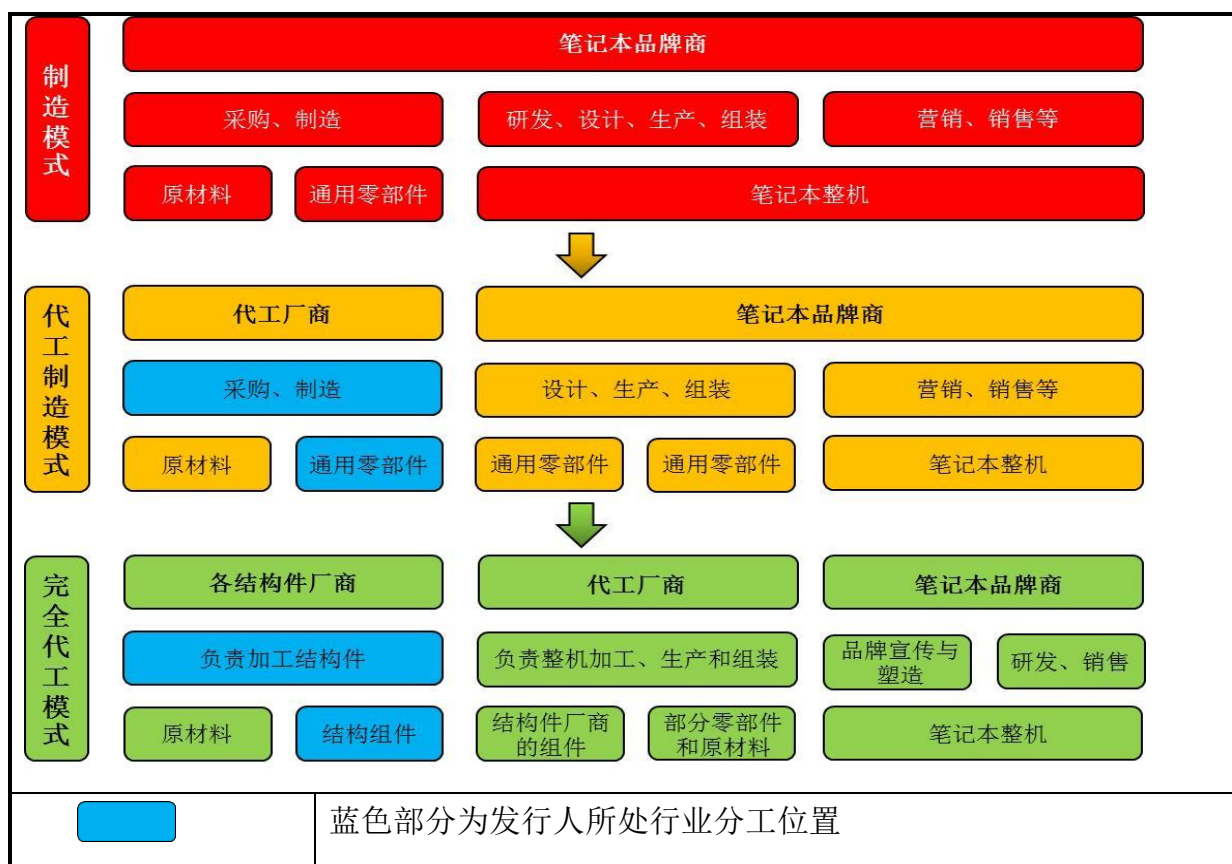 制造模式
笔记本品牌商
采购、制造
研发、设计、生产、组装
营销、销售等
原材料
通用零部件
笔记本整机
代工制造模式
代工厂商
笔记本品牌商
采购、制造
设计、生产、组装
营销、销售等
原材料
通用零部件
通用零部件
通用零部件
笔记本整机
完全代工模式
各结构件厂商
代工厂商
笔记本品牌商
负责加工结构件
负责整机加工、生产和组装
品牌宣传与
塑造
研发、销售
原材料
结构组件
结构件厂商
的组件
部分零部件
和原材料
笔记本整机
蓝色部分为发行人所处行业分工位置